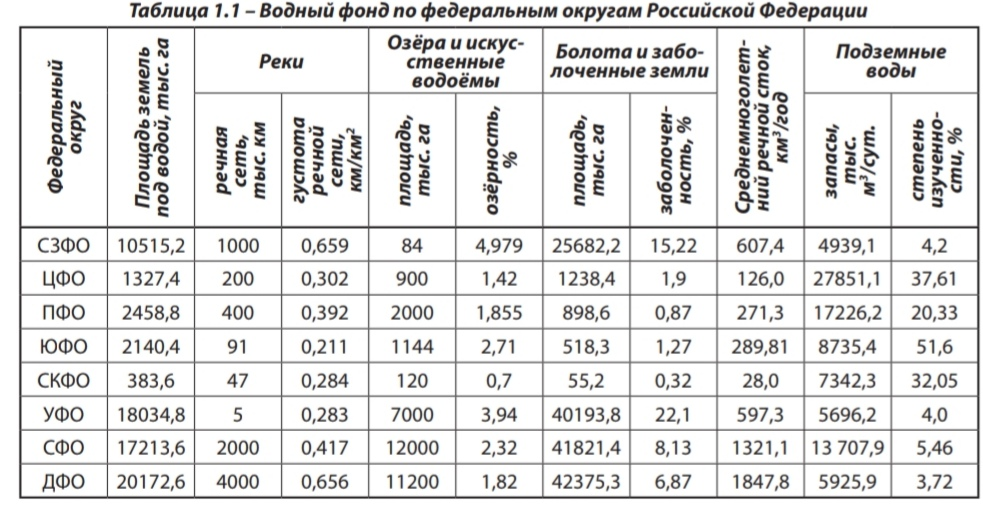 Таблица 1.1 – Водный фонд по федеральным округам Российской Федерации
Федеральный округ
Площадь земель под водой, тыс. га
Реки
Озёра и искусственные водоёмы
Болота и заболоченные земли
Среднемноголетний речной сток, км³/год
Подземные воды
речная сеть, тыс. км
густота речной сети, км/км²
площадь, тыс. га
озёрность, %
площадь, тыс. га
заболоченность, %
запасы, тыс. м³/сут.
степень изученности, %
СЗФО 10515,2 1000 0,659 84 4,979 25682,2 15,22 607,4 4939,1 4,2
ЦФО 1327,4 200 0,302 900 1,42 1238,4 1,9 126,0 27851,1 37,61
ПФО 2458,8 400 0,392 2000 1,855 898,6 0,87 271,3 17226,2 20,33
ЮФО 2140,4 91 0,211 1144 2,71 518,3 1,27 289,81 8735,4 51,6
СКФО 383,6 47 0,284 120 0,7 55,2 0,32 28,0 7342,3 32,05
УФО 18034,8 5 0,283 7000 3,94 40193,8 22,1 597,3 5696,2 4,0
СФО 17213,6 2000 0,417 12000 2,32 41821,4 8,13 1321,1 13 707,9 5,46
ДФО 20172,6 4000 0,656 11200 1,82 42375,3 6,87 1847,8 5925,9 3,72